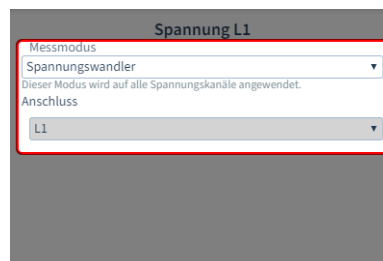 Spannung L1
Messmodus
Spannungswandler
Dieser Modus wird auf alle Spannungskanäle angewendet.
Anschluss
L1